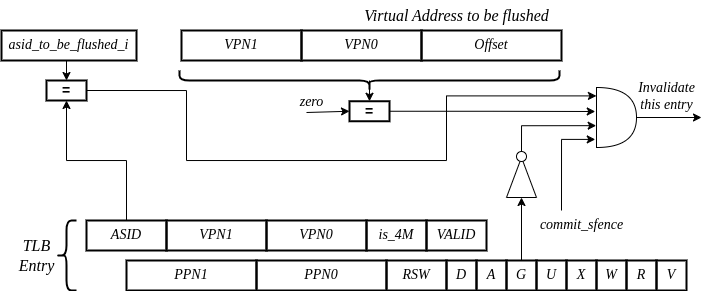 Virtual Address to be flushed
asid_to_be_flushed_i
VPN1 VPN0 Offset
=
zero
=
Invalidate
this entry
commit_sfence
TLB
Entry
ASID VPN1 VPN0 is_4M VALID
PPN1 PPN0 RSW D A G U X W R V